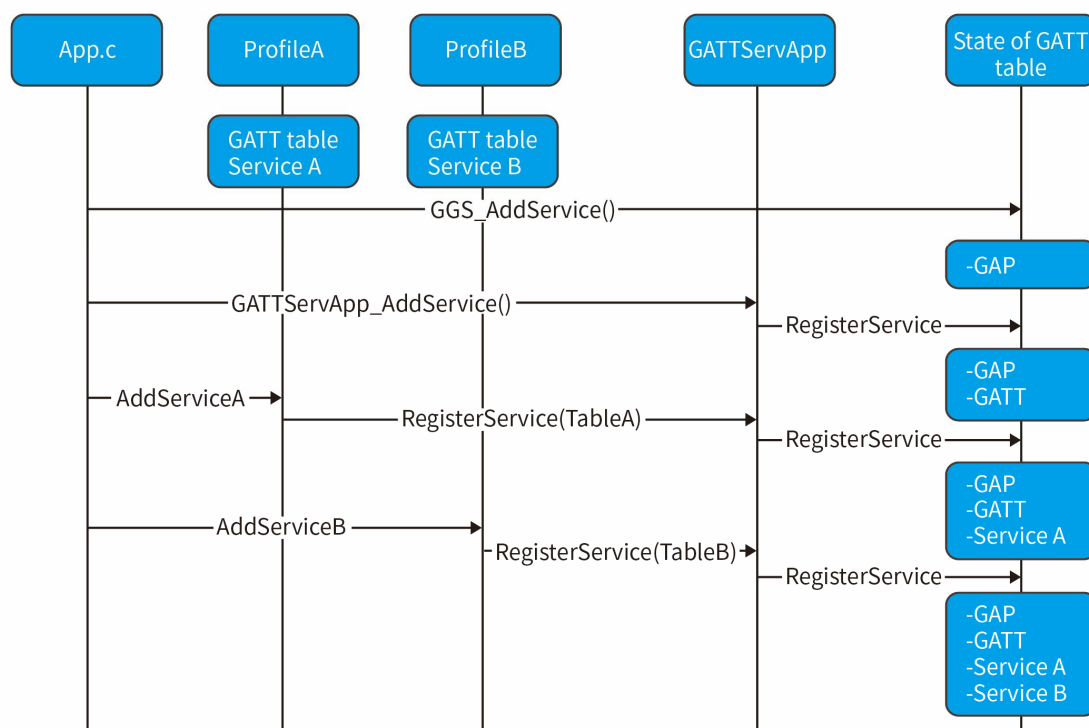 App.c
ProfileA
ProfileB
GATTServApp
State of GATT
table
GATT table
Service A
GATT table
Service B
GGS_AddService()
-GAP
GATTServApp_AddService()
RegisterService
-GAP
-GATT
AddServiceA
RegisterService(TableA)
RegisterService
-GAP
-GATT
-Service A
AddServiceB
RegisterService(TableB)
RegisterService
-GAP
-GATT
-Service A
-Service B